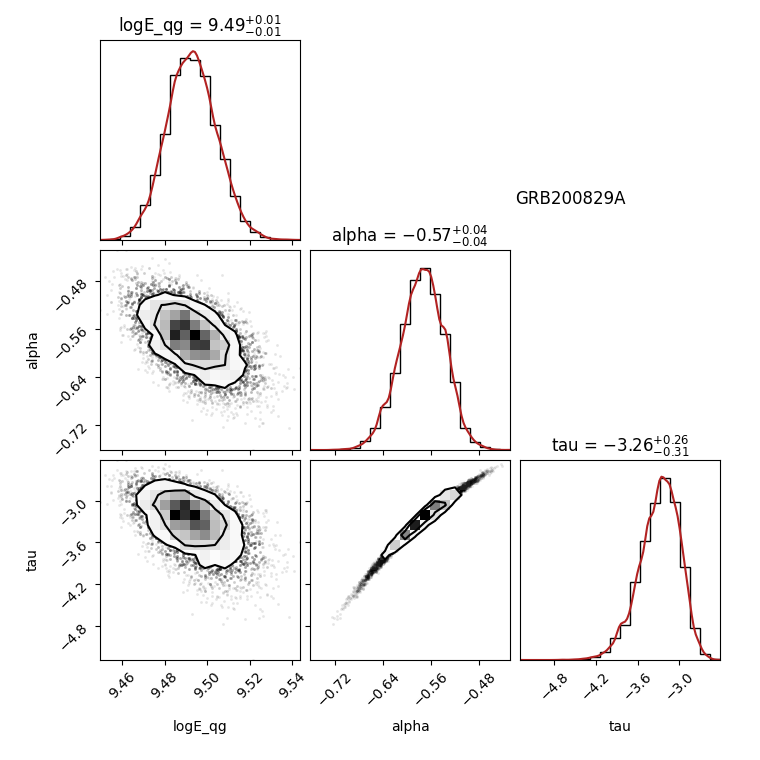 logE_qg = 9.49+0.01−0.01
GRB200829A
alpha = −0.57+0.04−0.04
−0.48
−0.56
−0.64
−0.72
alpha
tau = −3.26+0.26−0.31
−3.0
−3.6
−4.2
−4.8
tau
9.46 9.48 9.50 9.52 9.54
−0.72 −0.64 −0.56 −0.48
−4.8 −4.2 −3.6 −3.0
logE_qg alpha tau